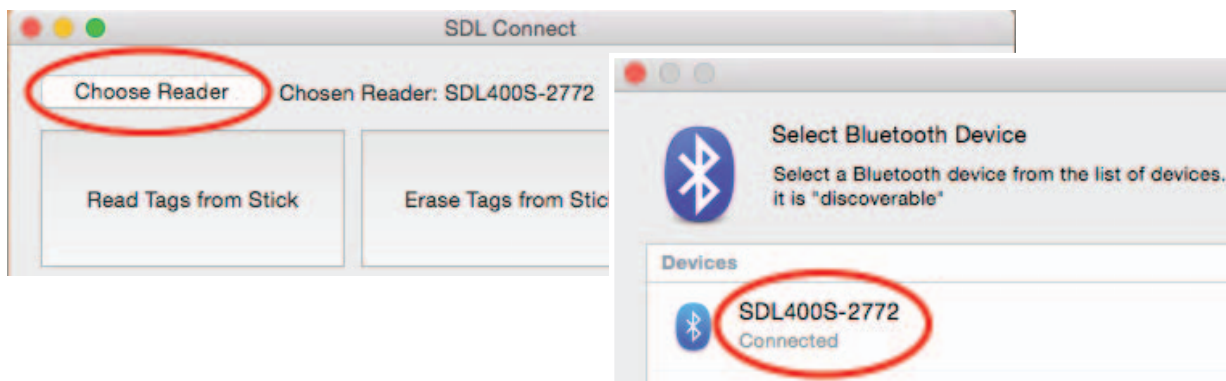 SDL Connect
Choose Reader
Chosen Reader: SDL400S-2772
Read Tags from Stick
Erase Tags from Stic
Select Bluetooth Device
Select a Bluetooth device from the list of devices.
it is "discoverable"
Devices
SDL400S-2772
Connected